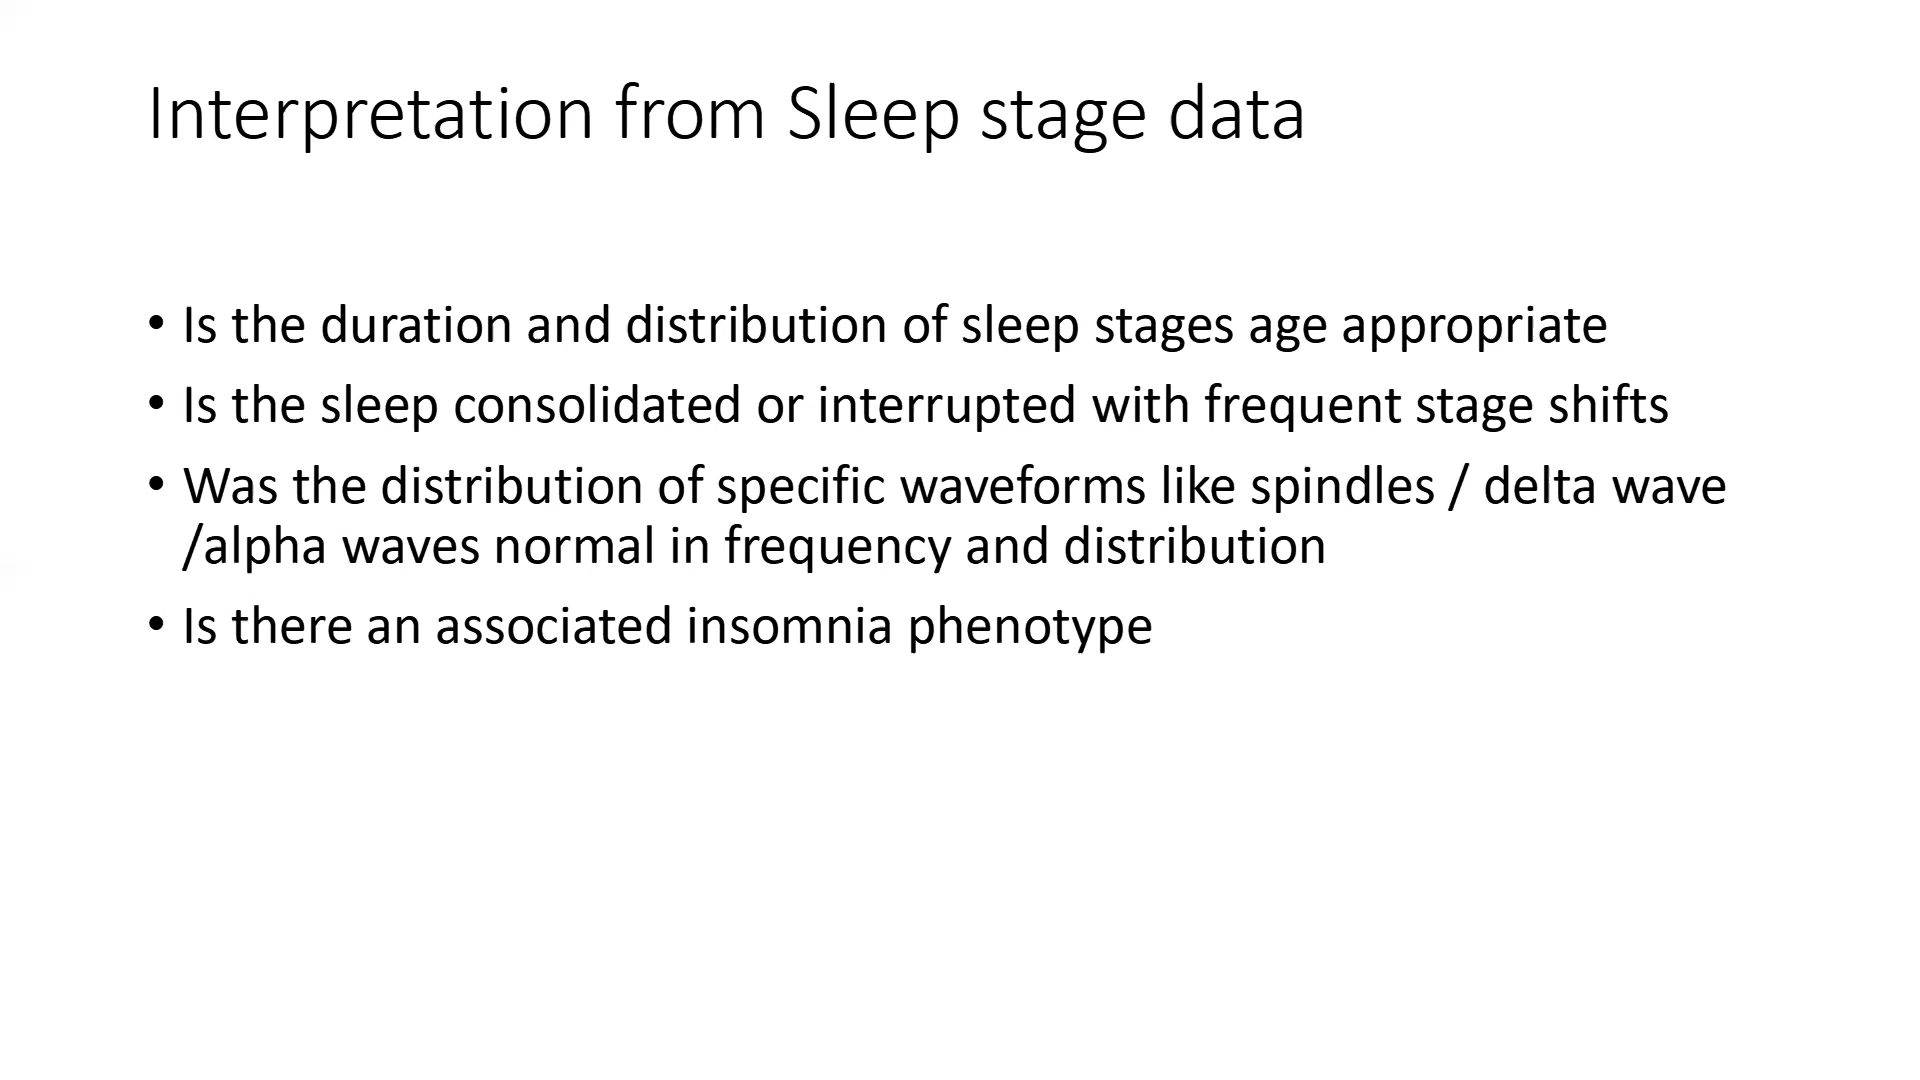 Interpretation from Sleep stage data
• Is the duration and distribution of sleep stages age appropriate
• Is the sleep consolidated or interrupted with frequent stage shifts
• Was the distribution of specific waveforms like spindles / delta wave
/alpha waves normal in frequency and distribution
• Is there an associated insomnia phenotype